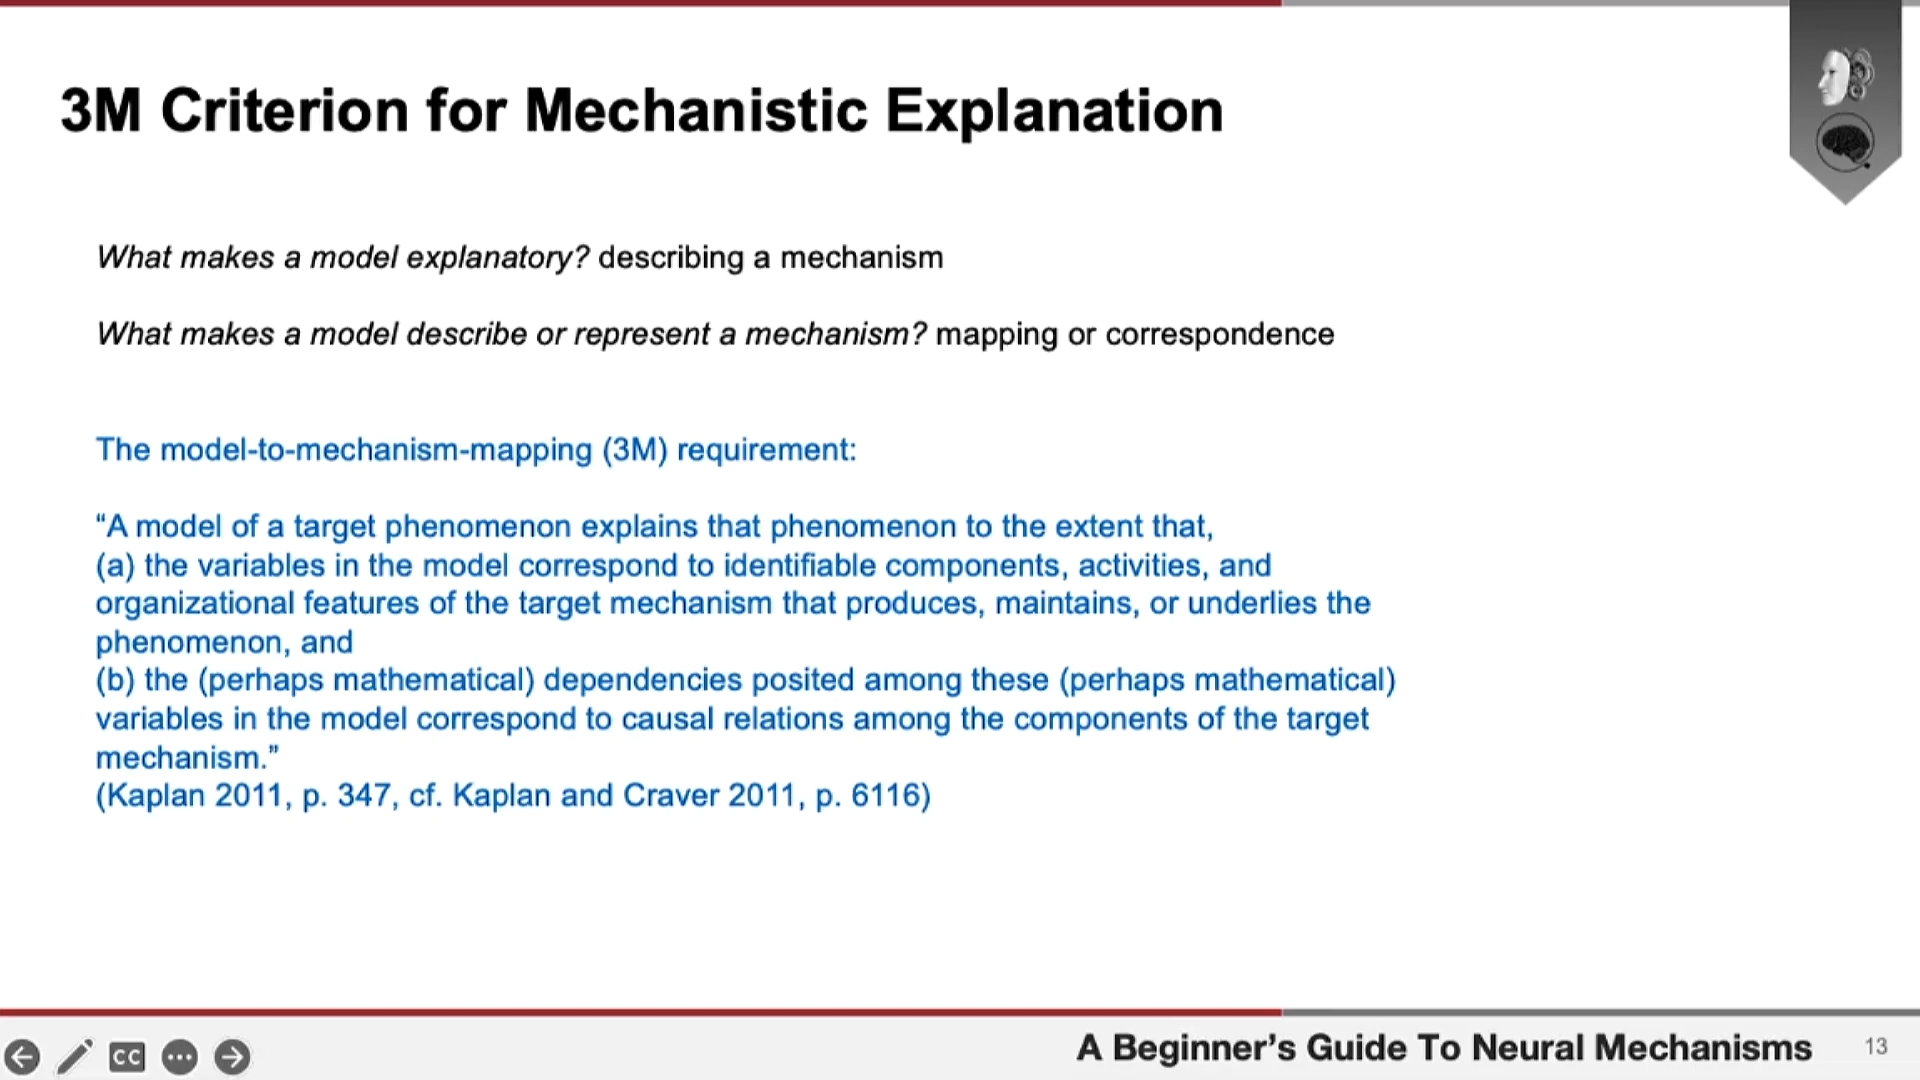 3M Criterion for Mechanistic Explanation
What makes a model explanatory? describing a mechanism
What makes a model describe or represent a mechanism? mapping or correspondence
The model-to-mechanism-mapping (3M) requirement:
“A model of a target phenomenon explains that phenomenon to the extent that,
(a) the variables in the model correspond to identifiable components, activities, and
organizational features of the target mechanism that produces, maintains, or underlies the
phenomenon, and
(b) the (perhaps mathematical) dependencies posited among these (perhaps mathematical)
variables in the model correspond to causal relations among the components of the target
mechanism.”
(Kaplan 2011, p. 347, cf. Kaplan and Craver 2011, p. 6116)
CC
A Beginner’s Guide To Neural Mechanisms
13